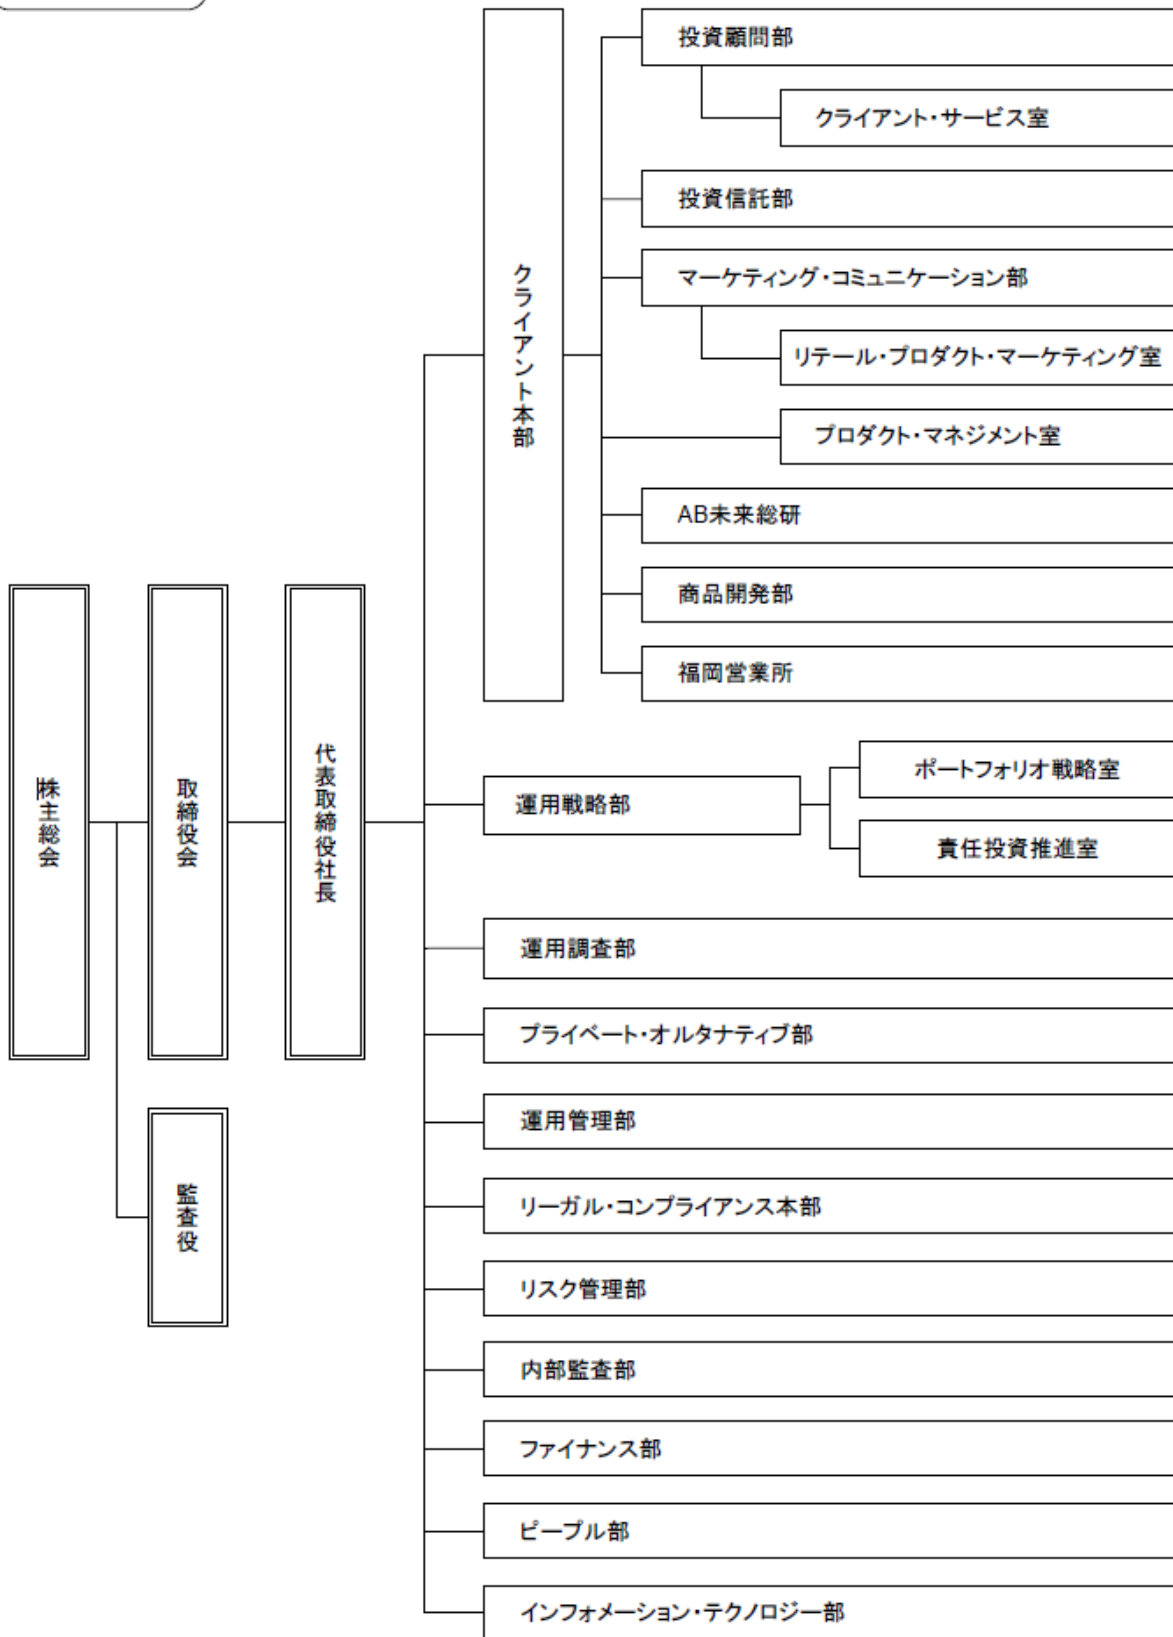 投資顧問部
クライアント・サービス室
投資信託部
マーケティング・コミュニケーション部
リテール・プロダクト・マーケティング室
プロダクト・マネジメント室
AB未来総研
商品開発部
福岡営業所
クライアント本部
株主総会
取締役会
代表取締役社長
監査役
運用戦略部
ポートフォリオ戦略室
責任投資推進室
運用調査部
プライベート・オルタナティブ部
運用管理部
リーガル・コンプライアンス本部
リスク管理部
内部監査部
ファイナンス部
ピープル部
インフォメーション・テクノロジー部